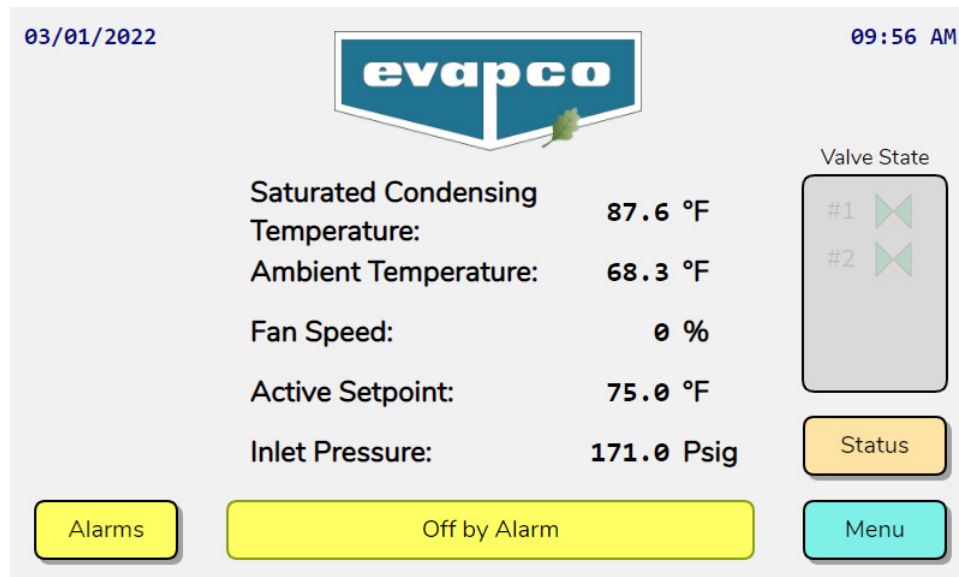 03/01/2022
09:56 AM
evapco
Valve State
#1
#2
Saturated Condensing
Temperature: 87.6 °F
Ambient Temperature: 68.3 °F
Fan Speed: 0 %
Active Setpoint: 75.0 °F
Inlet Pressure: 171.0 Psig
Status
Alarms
Off by Alarm
Menu